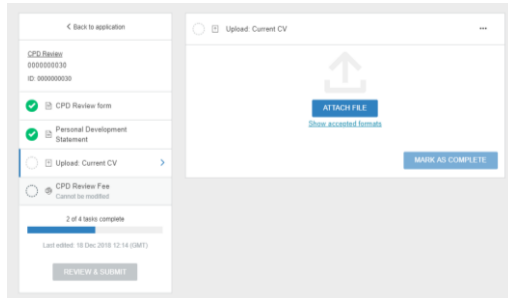 Back to application
CPD Review
0000000030
ID: 0000000030
CPD Review form
Personal Development
Statement
Upload: Current CV
CPD Review Fee
Cannot be modified
2 of 4 tasks complete
Last edited: 18 Dec 2018 12:14 (GMT)
REVIEW & SUBMIT
Upload: Current CV
ATTACH FILE
Show accepted formats
MARK AS COMPLETE